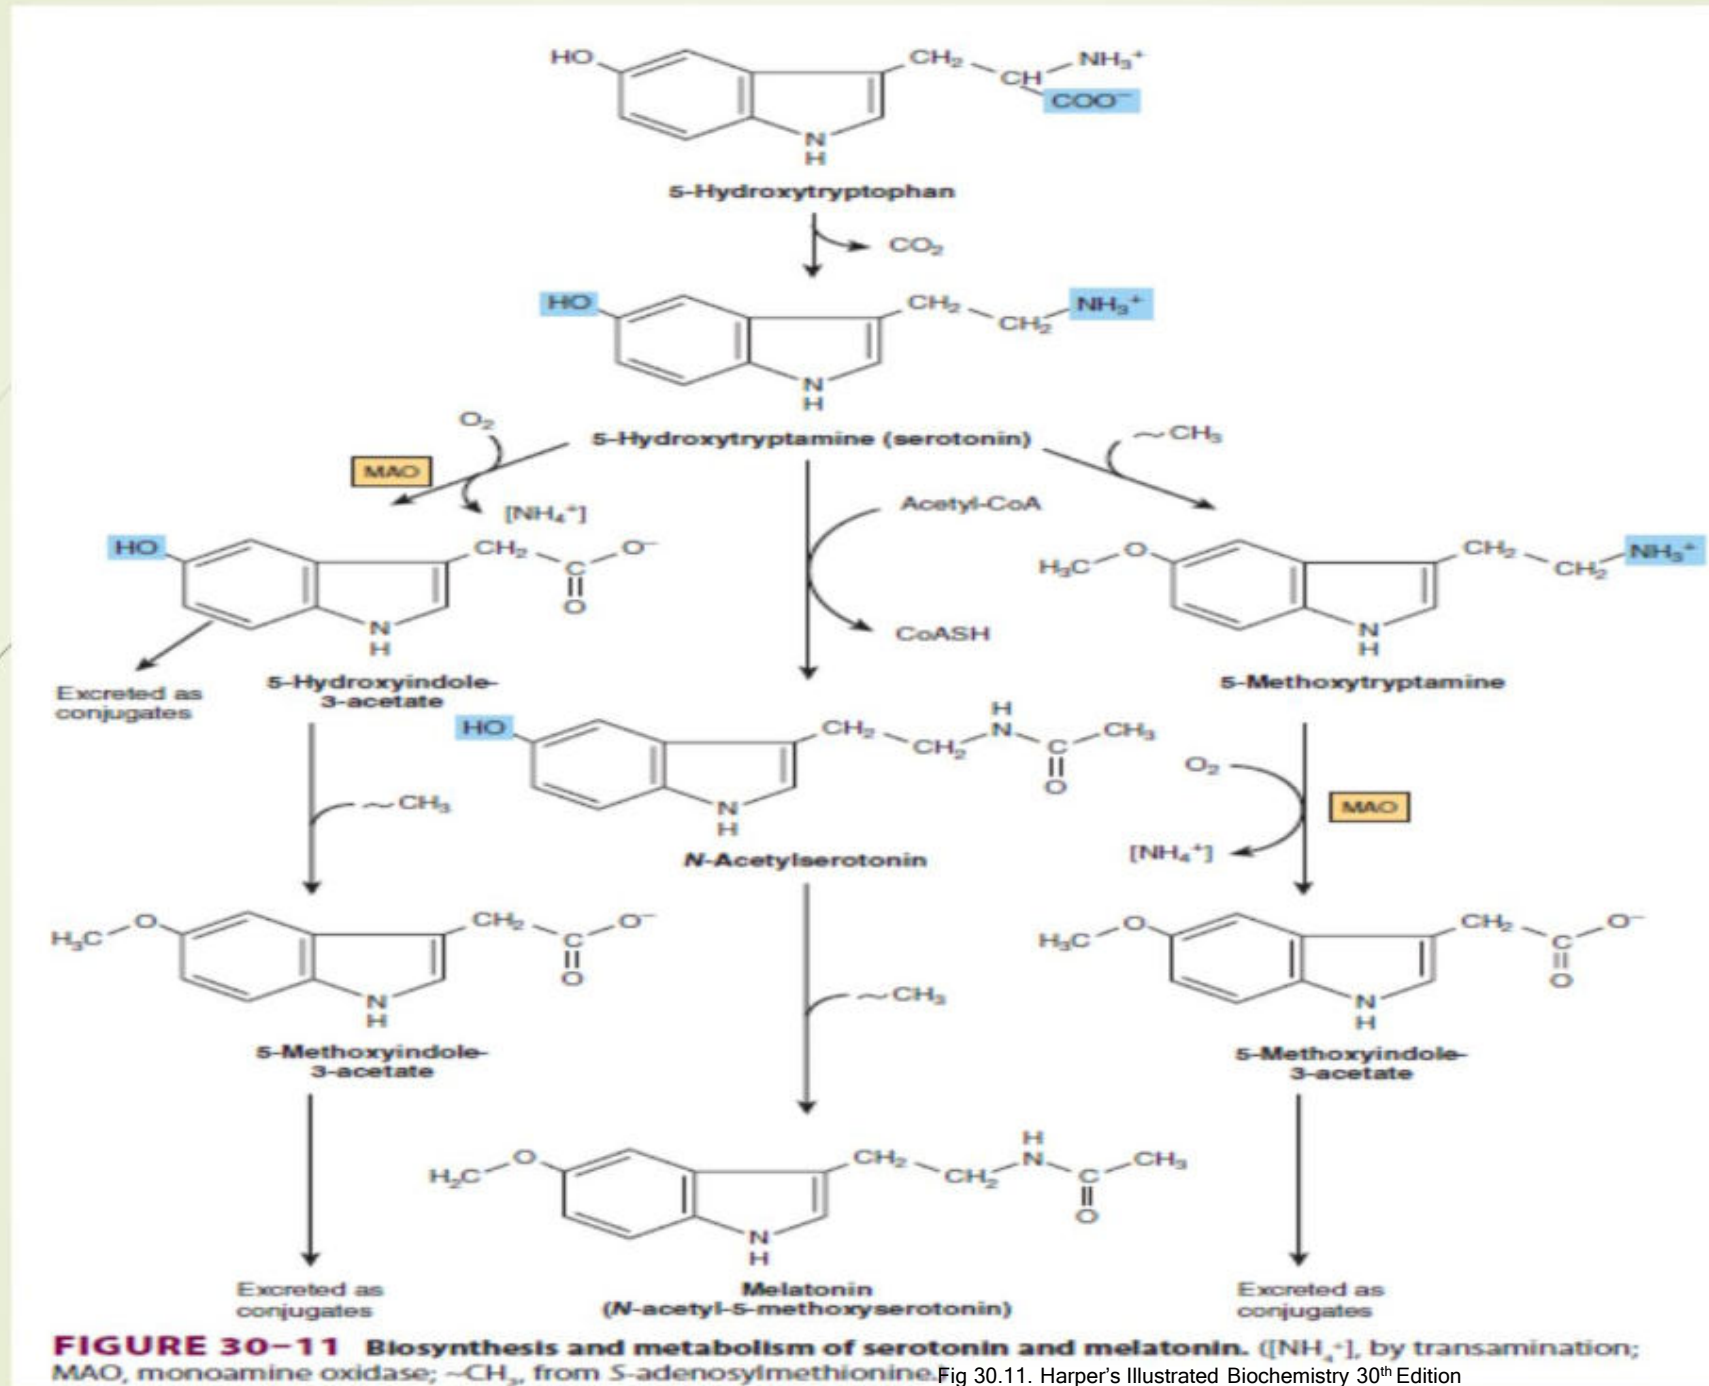 HO
CH₂
NH₃⁺
CH
COO⁻
N
H
5-Hydroxytryptophan
CO₂
HO
CH₂
NH₃⁺
CH₂
N
H
O₂
5-Hydroxytryptamine (serotonin)
~CH₃
MAO
[NH₄⁺]
Acetyl-CoA
HO
CH₂
O⁻
C
O
N
H
H₃C
O
CH₂
CH₂
NH₃⁺
N
H
CoASH
Excreted as
conjugates
5-Hydroxyindole-
3-acetate
5-Methoxytryptamine
HO
CH₂
CH₂
H
N
C
CH₃
O
N
H
O₂
MAO
~CH₃
[NH₄⁺]
N-Acetylserotonin
H₃C
O
CH₂
C
O⁻
O
N
H
H₃C
O
CH₂
C
O⁻
O
N
H
~CH₃
5-Methoxyindole-
3-acetate
5-Methoxyindole-
3-acetate
H₃C
O
CH₂
CH₂
H
N
C
CH₃
O
N
H
Excreted as
conjugates
Melatonin
(N-acetyl-5-methoxyserotonin)
Excreted as
conjugates
FIGURE 30–11 Biosynthesis and metabolism of serotonin and melatonin. ([NH₄⁺], by transamination;
MAO, monoamine oxidase; ~CH₃, from S-adenosylmethionine.)
Fig 30.11. Harper’s Illustrated Biochemistry 30th Edition